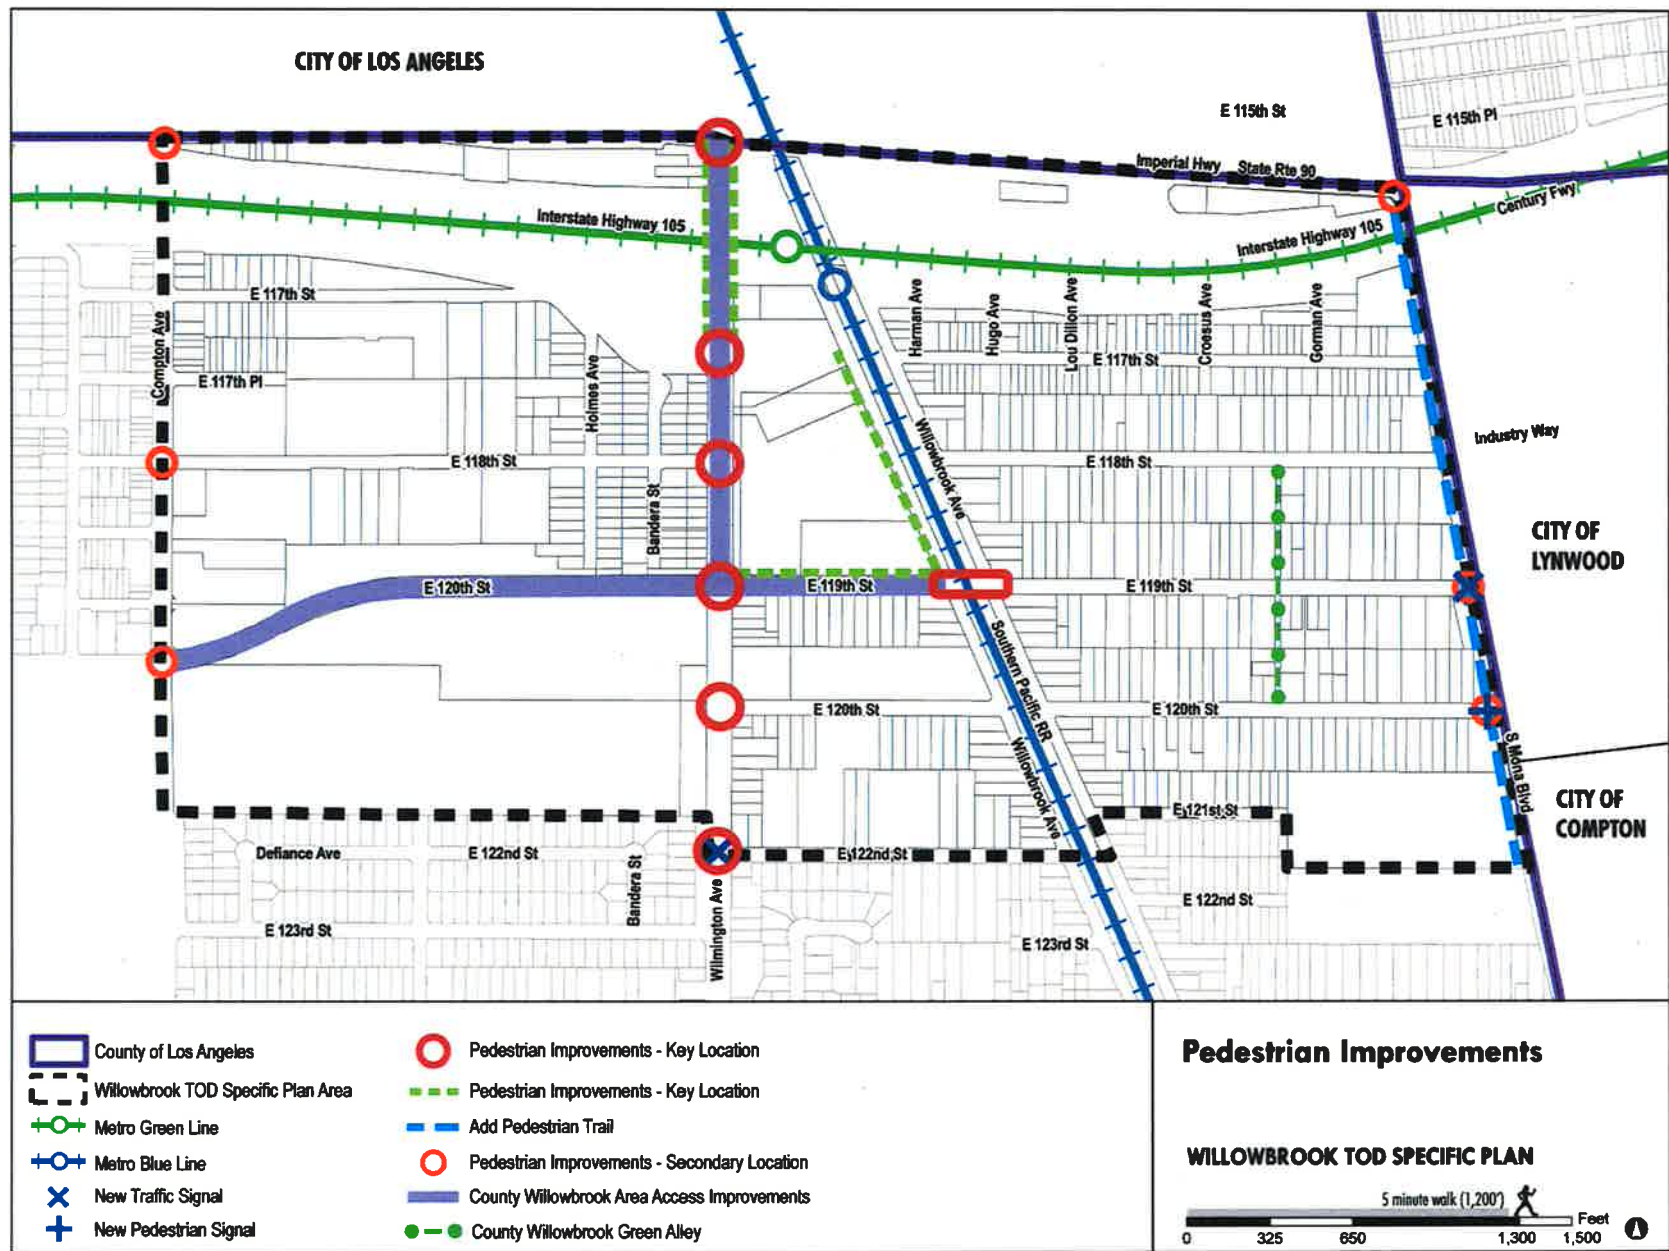 CITY OF LOS ANGELES
E 115th St
E 115th Pl
Imperial Hwy State Rte 90
Century Fwy
Interstate Highway 105
Interstate Highway 105
E 117th St
Compton Ave
E 117th Pl
Holmes Ave
Harman Ave
Hugo Ave
Lou Dillon Ave
Croesus Ave
Gorman Ave
E 117th St
Willowbrook Ave
Industry Way
E 118th St
E 118th St
Bandera St
CITY OF
LYNWOOD
E 120th St
E 119th St
E 119th St
Southern Pacific RR
E 120th St
E 120th St
Willowbrook Ave
S Mona Blvd
CITY OF
COMPTON
E 121st St
Defiance Ave
E 122nd St
E 122nd St
Bandera St
Wilmington Ave
E 122nd St
E 123rd St
E 123rd St
County of Los Angeles
Willowbrook TOD Specific Plan Area
Metro Green Line
Metro Blue Line
New Traffic Signal
New Pedestrian Signal
Pedestrian Improvements - Key Location
Pedestrian Improvements - Key Location
Add Pedestrian Trail
Pedestrian Improvements - Secondary Location
County Willowbrook Area Access Improvements
County Willowbrook Green Alley
Pedestrian Improvements
WILLOWBROOK TOD SPECIFIC PLAN
5 minute walk (1,200')
Feet
0 325 650 1,300 1,500